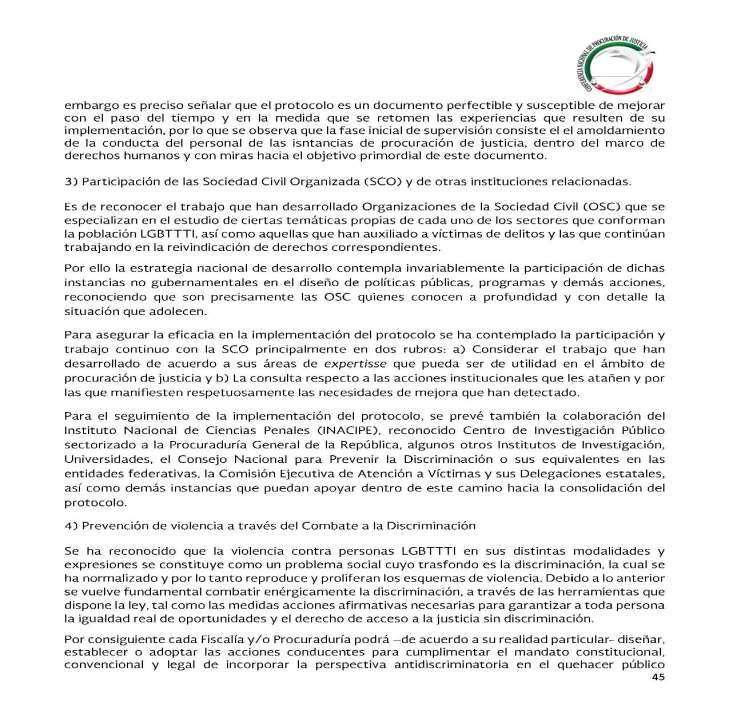 CONFERENCIA NACIONAL DE PROCURACIÓN DE JUSTICIA
embargo es preciso señalar que el protocolo es un documento perfectible y susceptible de mejorar
con el paso del tiempo y en la medida que se retomen las experiencias que resulten de su
implementación, por lo que se observa que la fase inicial de supervisión consiste el el amoldamiento
de la conducta del personal de las isntancias de procuración de justicia, dentro del marco de
derechos humanos y con miras hacia el objetivo primordial de este documento.
3) Participación de las Sociedad Civil Organizada (SCO) y de otras instituciones relacionadas.
Es de reconocer el trabajo que han desarrollado Organizaciones de la Sociedad Civil (OSC) que se
especializan en el estudio de ciertas temáticas propias de cada uno de los sectores que conforman
la población LGBTTTI, así como aquellas que han auxiliado a víctimas de delitos y las que continúan
trabajando en la reivindicación de derechos correspondientes.
Por ello la estrategia nacional de desarrollo contempla invariablemente la participación de dichas
instancias no gubernamentales en el diseño de políticas públicas, programas y demás acciones,
reconociendo que son precisamente las OSC quienes conocen a profundidad y con detalle la
situación que adolecen.
Para asegurar la eficacia en la implementación del protocolo se ha contemplado la participación y
trabajo continuo con la SCO principalmente en dos rubros: a) Considerar el trabajo que han
desarrollado de acuerdo a sus áreas de expertisse que pueda ser de utilidad en el ámbito de
procuración de justicia y b) La consulta respecto a las acciones institucionales que les atañen y por
las que manifiesten respetuosamente las necesidades de mejora que han detectado.
Para el seguimiento de la implementación del protocolo, se prevé también la colaboración del
Instituto Nacional de Ciencias Penales (INACIPE), reconocido Centro de Investigación Público
sectorizado a la Procuraduría General de la República, algunos otros Institutos de Investigación,
Universidades, el Consejo Nacional para Prevenir la Discriminación o sus equivalentes en las
entidades federativas, la Comisión Ejecutiva de Atención a Víctimas y sus Delegaciones estatales,
así como demás instancias que puedan apoyar dentro de este camino hacia la consolidación del
protocolo.
4) Prevención de violencia a través del Combate a la Discriminación
Se ha reconocido que la violencia contra personas LGBTTTI en sus distintas modalidades y
expresiones se constituye como un problema social cuyo trasfondo es la discriminación, la cual se
ha normalizado y por lo tanto reproduce y proliferan los esquemas de violencia. Debido a lo anterior
se vuelve fundamental combatir enérgicamente la discriminación, a través de las herramientas que
dispone la ley, tal como las medidas acciones afirmativas necesarias para garantizar a toda persona
la igualdad real de oportunidades y el derecho de acceso a la justicia sin discriminación.
Por consiguiente cada Fiscalía y/o Procuraduría podrá –de acuerdo a su realidad particular- diseñar,
establecer o adoptar las acciones conducentes para cumplimentar el mandato constitucional,
convencional y legal de incorporar la perspectiva antidiscriminatoria en el quehacer público
45